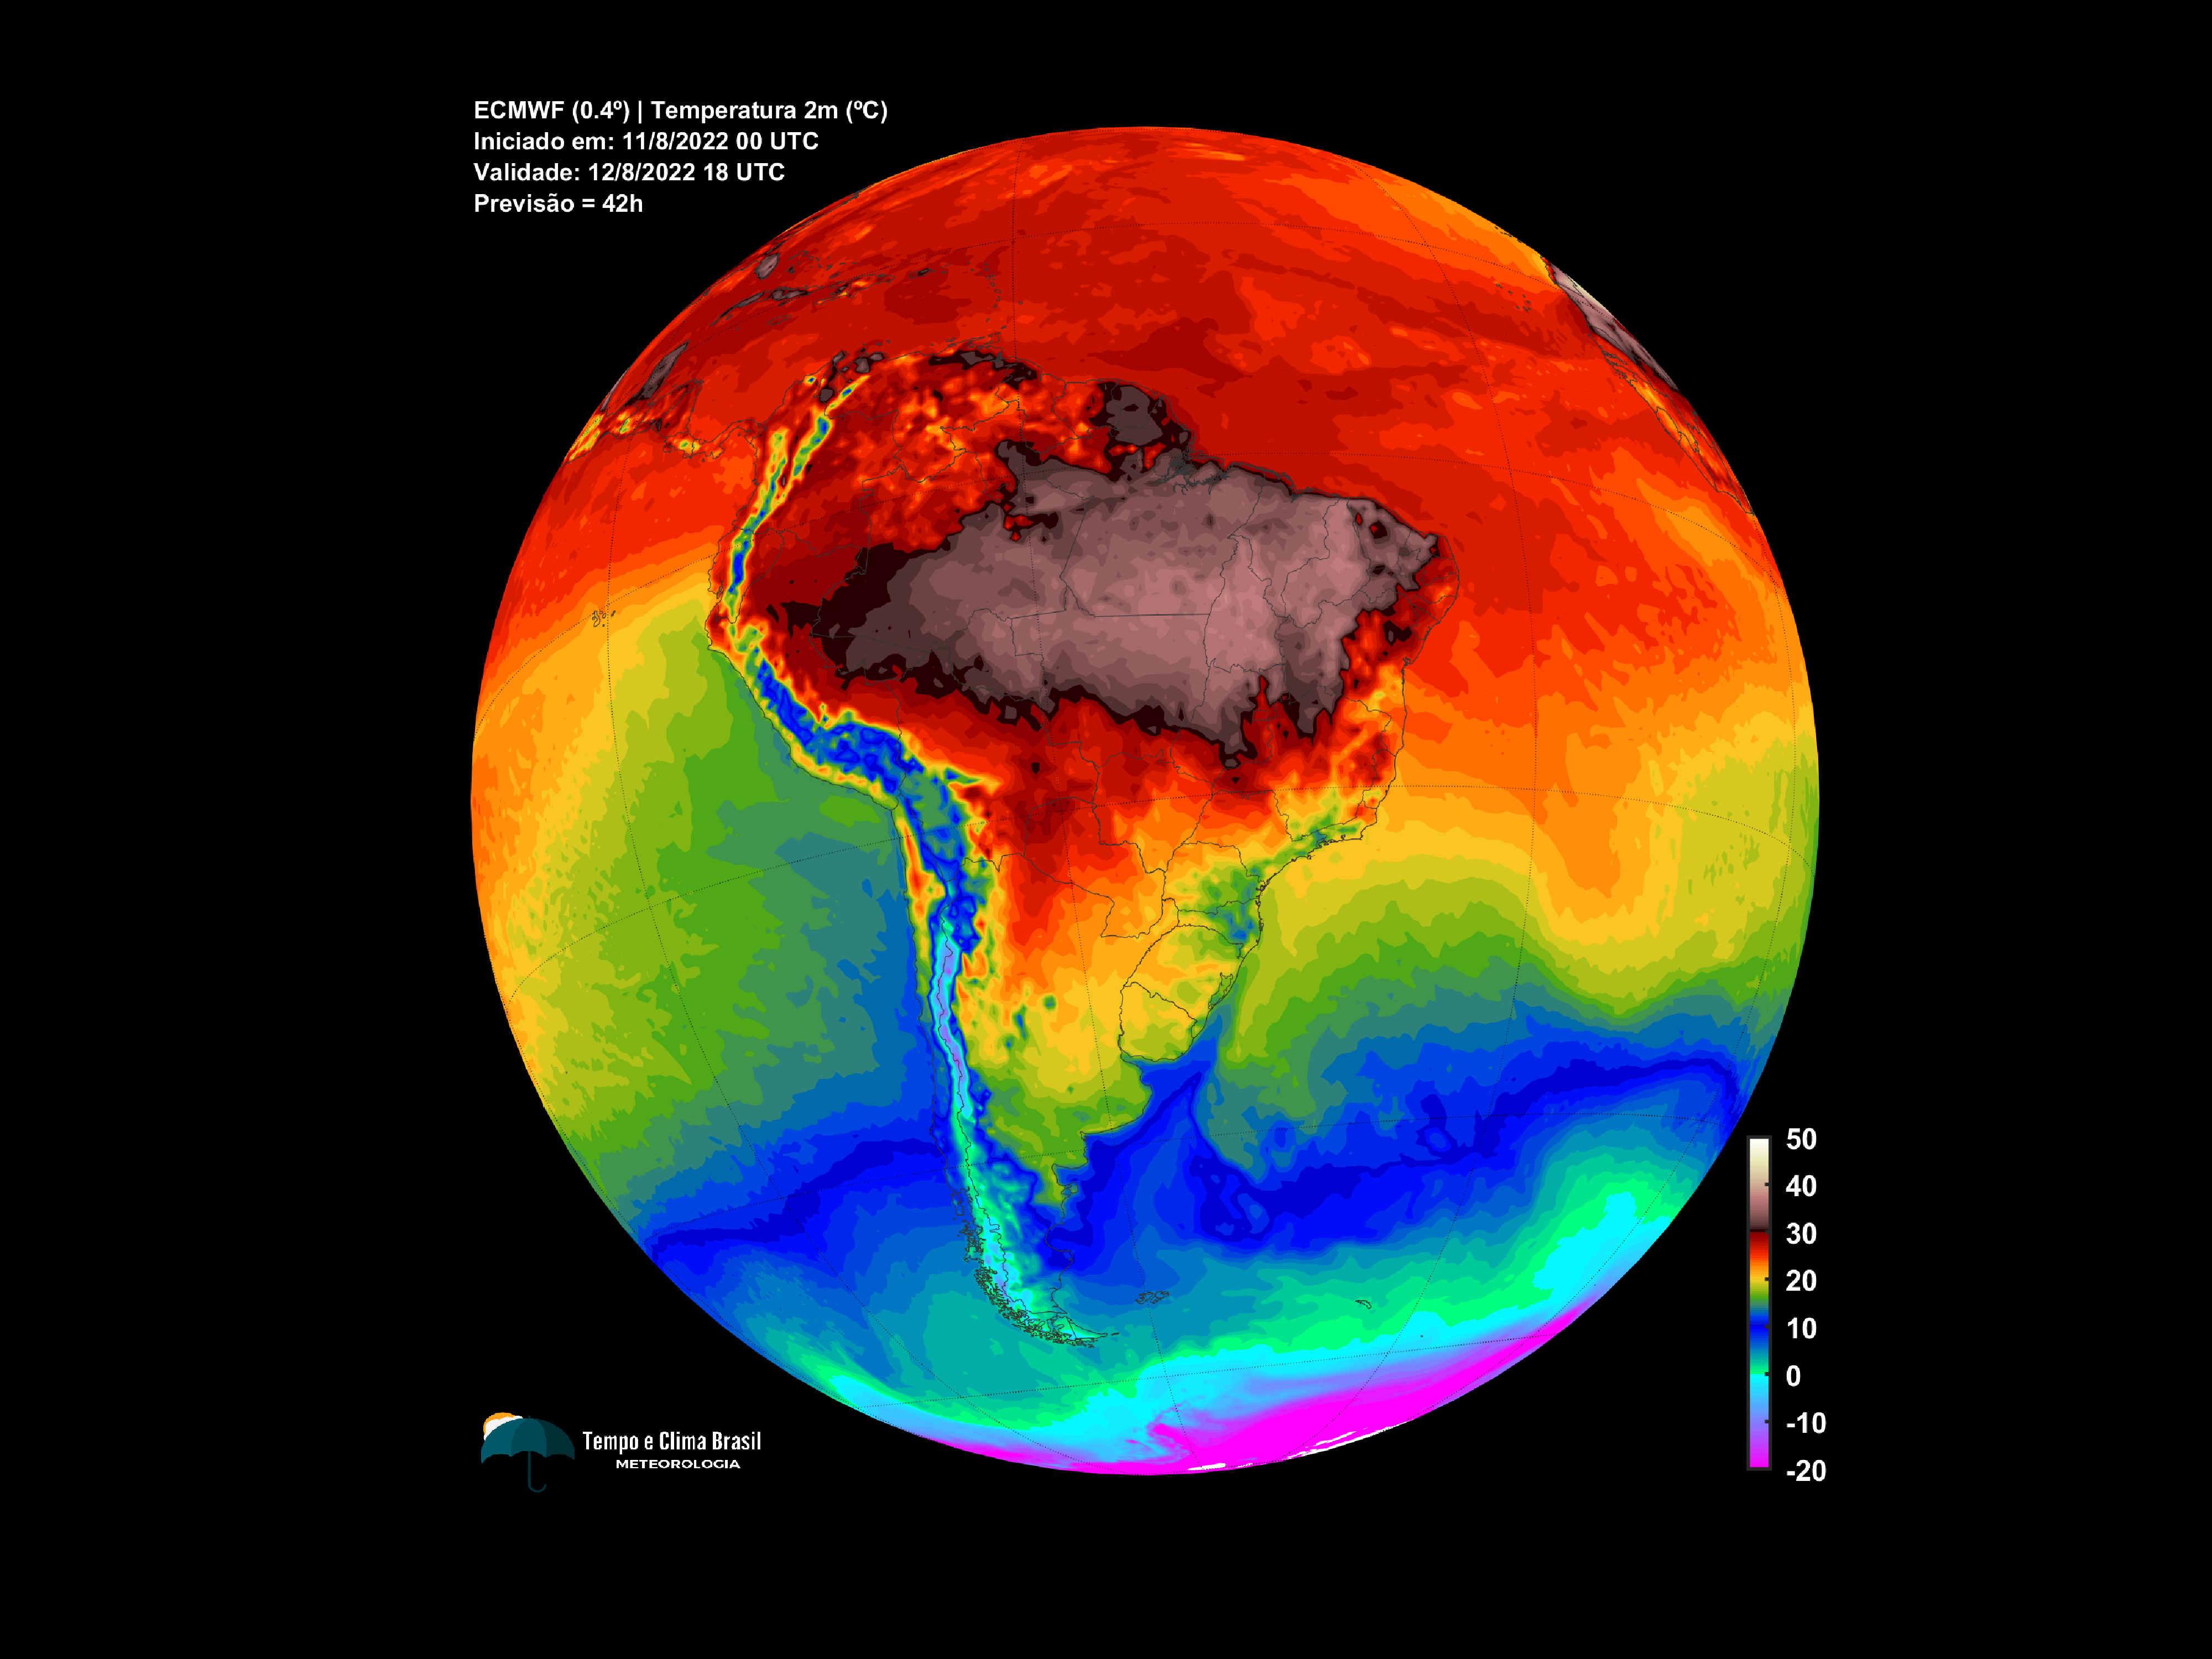 ECMWF (0.4º) | Temperatura 2m (ºC)
Iniciado em: 11/8/2022 00 UTC
Validade: 12/8/2022 18 UTC
Previsão = 42h
50
40
30
20
10
0
-10
-20
Tempo e Clima Brasil
METEOROLOGIA